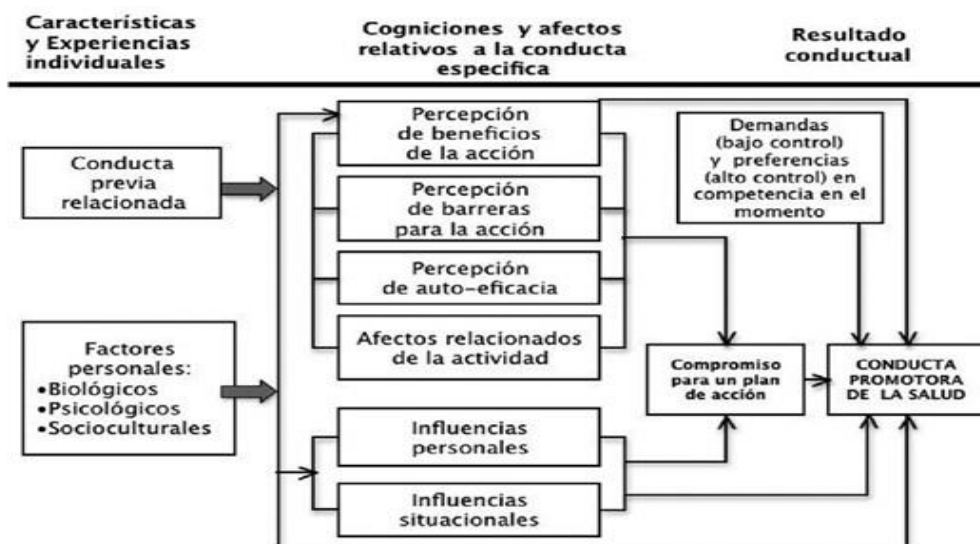 Características
y Experiencias
individuales
Cogniciones y afectos
relativos a la conducta
especifica
Resultado
conductual
Conducta
previa
relacionada
Factores
personales:
•Biológicos
•Psicológicos
•Socioculturales
Percepción
de beneficios
de la acción
Percepción
de barreras
para la acción
Percepción
de auto-eficacia
Afectos relacionados
de la actividad
Influencias
personales
Influencias
situacionales
Demandas
(bajo control)
y preferencias
(alto control) en
competencia en el
momento
Compromiso
para un plan
de acción
CONDUCTA
PROMOTORA
DE LA SALUD